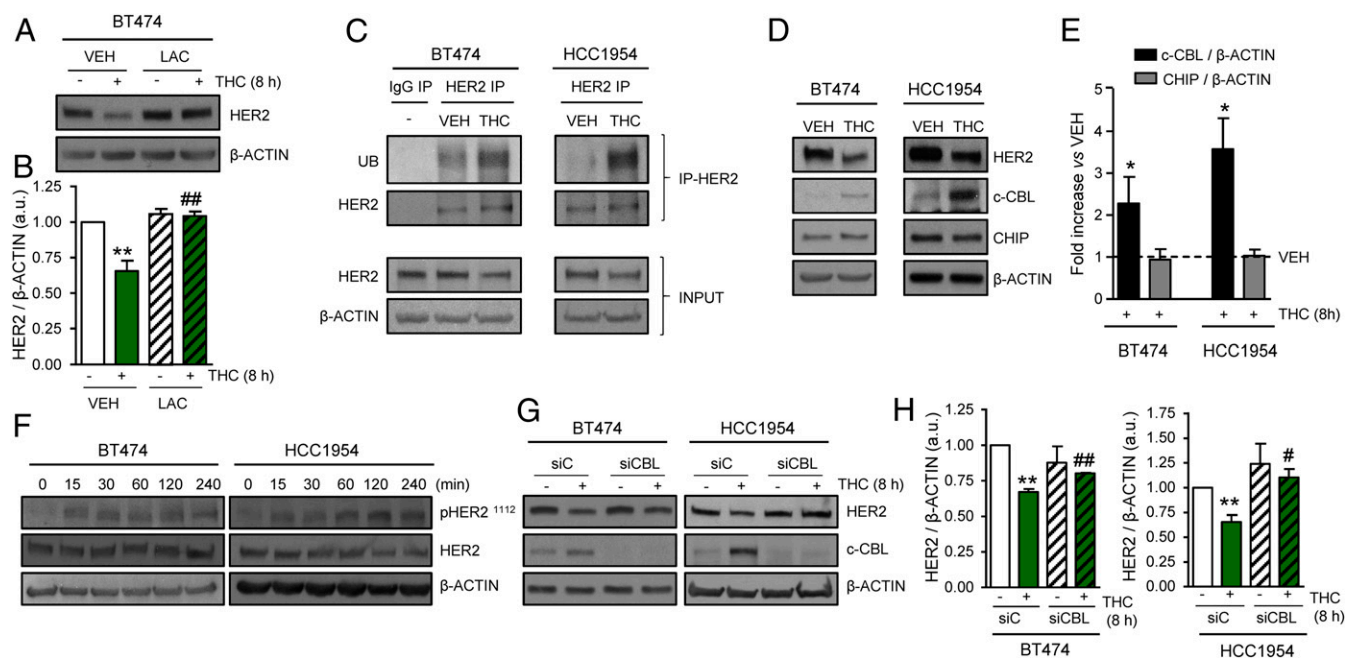 A
BT474
VEH LAC
- + - + THC (8 h)
HER2
β-ACTIN
B
HER2 / β-ACTIN (a.u.)
1.25
1.00
0.75
0.50
0.25
0.00
**
##
- + - + THC (8 h)
VEH LAC
C
BT474 HCC1954
IgG IP HER2 IP HER2 IP
- VEH THC VEH THC
UB
HER2
IP-HER2
HER2
β-ACTIN
INPUT
D
BT474 HCC1954
VEH THC VEH THC
HER2
c-CBL
CHIP
β-ACTIN
E
c-CBL / β-ACTIN
CHIP / β-ACTIN
Fold increase vs VEH
5
4
3
2
1
0
*
*
VEH
+ + + + THC (8h)
BT474 HCC1954
F
BT474 HCC1954
0 15 30 60 120 240 0 15 30 60 120 240 (min)
pHER2 1112
HER2
β-ACTIN
G
BT474 HCC1954
siC siCBL siC siCBL
- + - + - + - + THC (8 h)
HER2
c-CBL
β-ACTIN
H
HER2 / β-ACTIN (a.u.)
1.25
1.00
0.75
0.50
0.25
0.00
**
##
- + - + THC
(8 h)
siC siCBL
BT474
HER2 / β-ACTIN (a.u.)
1.75
1.50
1.25
1.00
0.75
0.50
0.25
0.00
**
#
- + - + THC
(8 h)
siC siCBL
HCC1954